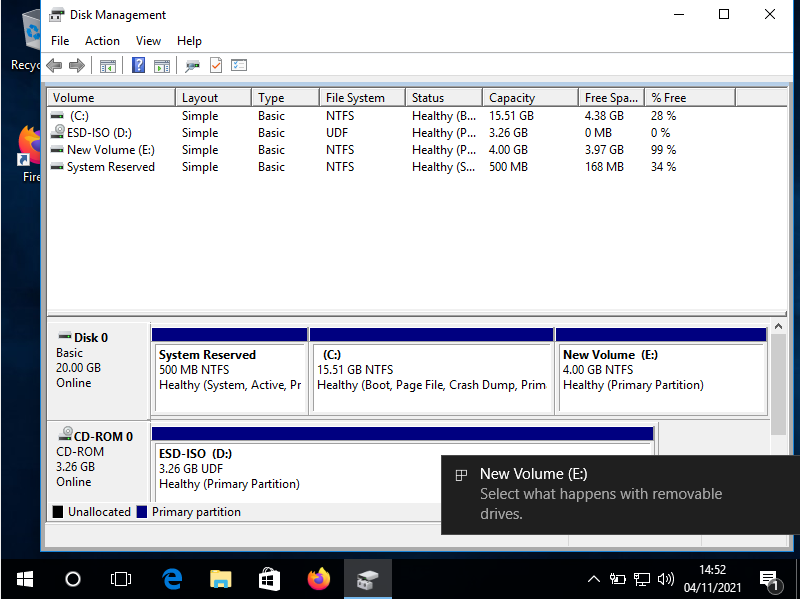 Disk Management
File Action View Help
Recyc
Fire
Volume Layout Type File System Status Capacity Free Spa... % Free
(C:) Simple Basic NTFS Healthy (B... 15.51 GB 4.38 GB 28 %
ESD-ISO (D:) Simple Basic UDF Healthy (P... 3.26 GB 0 MB 0 %
New Volume (E:) Simple Basic NTFS Healthy (P... 4.00 GB 3.97 GB 99 %
System Reserved Simple Basic NTFS Healthy (S... 500 MB 168 MB 34 %
Disk 0
Basic
20.00 GB
Online
System Reserved
500 MB NTFS
Healthy (System, Active, Pr
(C:)
15.51 GB NTFS
Healthy (Boot, Page File, Crash Dump, Prim
New Volume (E:)
4.00 GB NTFS
Healthy (Primary Partition)
CD-ROM 0
CD-ROM
3.26 GB
Online
ESD-ISO (D:)
3.26 GB UDF
Healthy (Primary Partition)
Unallocated Primary partition
New Volume (E:)
Select what happens with removable
drives.
14:52
04/11/2021
1